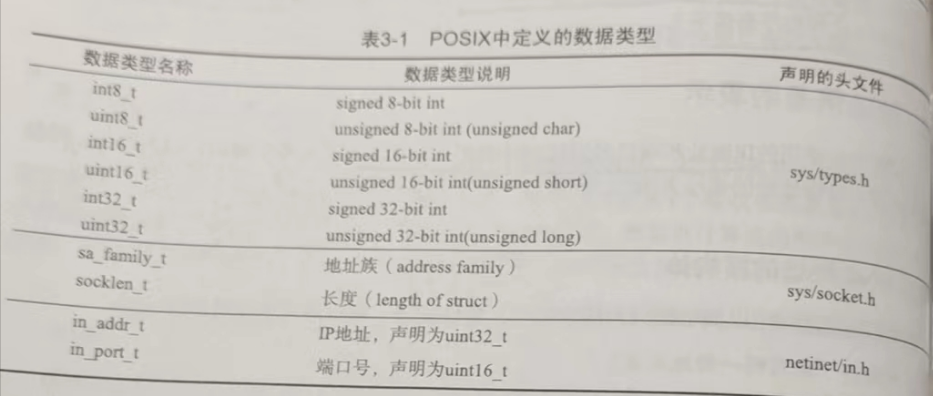 表3-1 POSIX中定义的数据类型
数据类型名称 数据类型说明 声明的头文件
int8_t signed 8-bit int
uint8_t unsigned 8-bit int (unsigned char)
int16_t signed 16-bit int
uint16_t unsigned 16-bit int(unsigned short) sys/types.h
int32_t signed 32-bit int
uint32_t unsigned 32-bit int(unsigned long)
sa_family_t 地址族（address family）
socklen_t 长度（length of struct） sys/socket.h
in_addr_t IP地址，声明为uint32_t
in_port_t 端口号，声明为uint16_t netinet/in.h